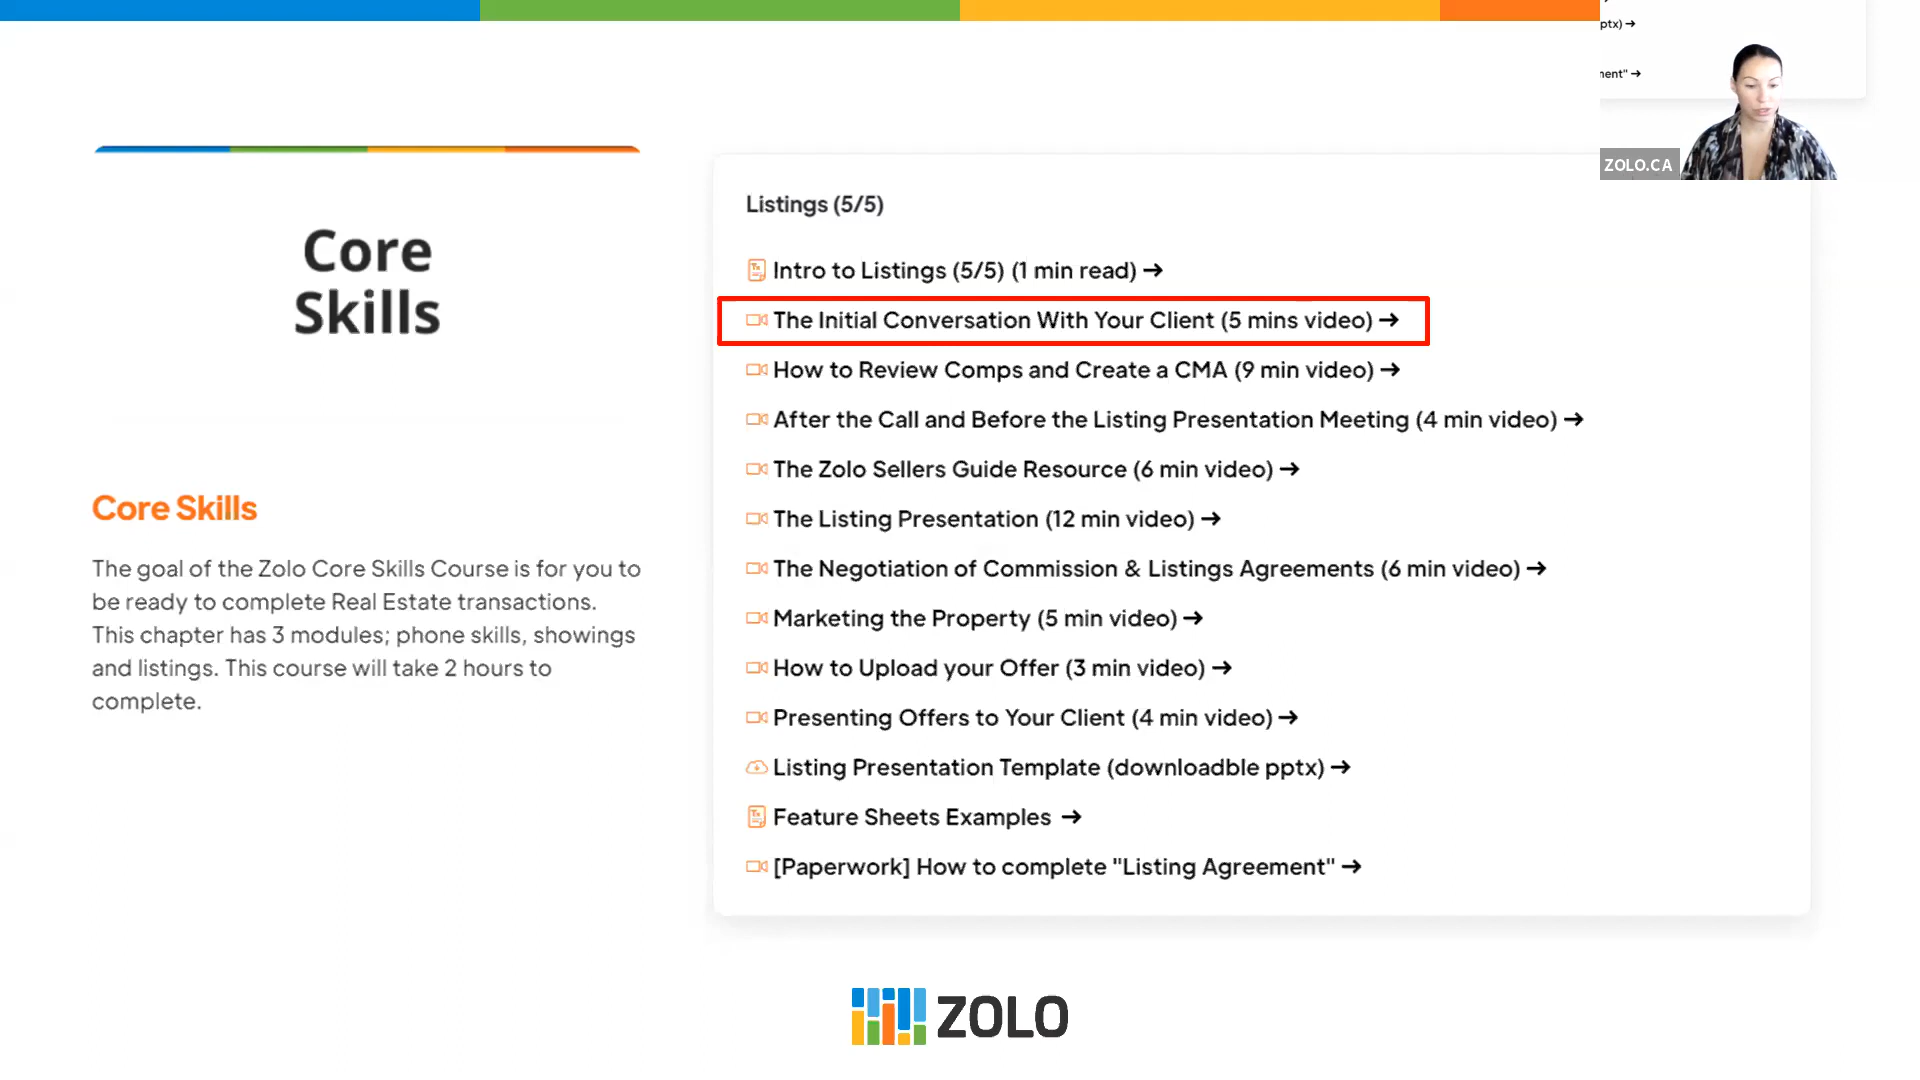 ptx) →
ent" →
ZOLO.CA
Core
Skills
Core Skills
The goal of the Zolo Core Skills Course is for you to
be ready to complete Real Estate transactions.
This chapter has 3 modules; phone skills, showings
and listings. This course will take 2 hours to
complete.
Listings (5/5)
Intro to Listings (5/5) (1 min read) →
The Initial Conversation With Your Client (5 mins video) →
How to Review Comps and Create a CMA (9 min video) →
After the Call and Before the Listing Presentation Meeting (4 min video) →
The Zolo Sellers Guide Resource (6 min video) →
The Listing Presentation (12 min video) →
The Negotiation of Commission & Listings Agreements (6 min video) →
Marketing the Property (5 min video) →
How to Upload your Offer (3 min video) →
Presenting Offers to Your Client (4 min video) →
Listing Presentation Template (downloadble pptx) →
Feature Sheets Examples →
[Paperwork] How to complete "Listing Agreement" →
ZOLO